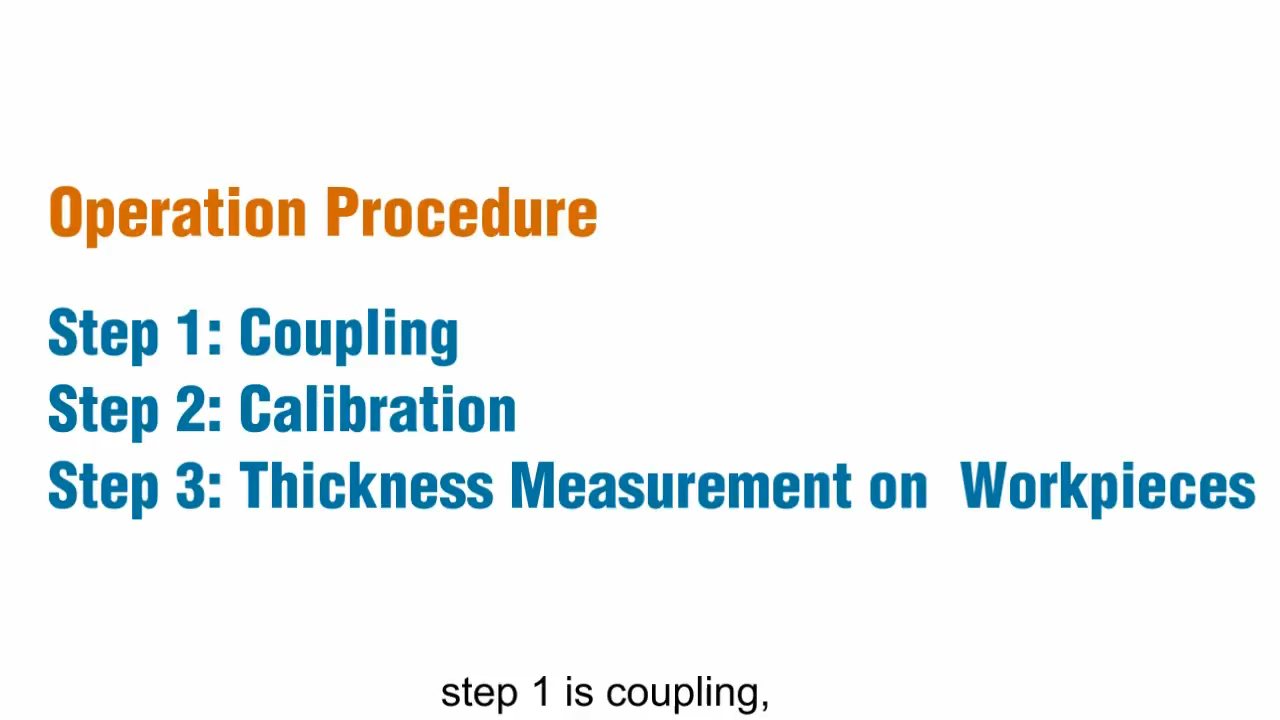 Operation Procedure
Step 1: Coupling
Step 2: Calibration
Step 3: Thickness Measurement on Workpieces
step 1 is coupling,